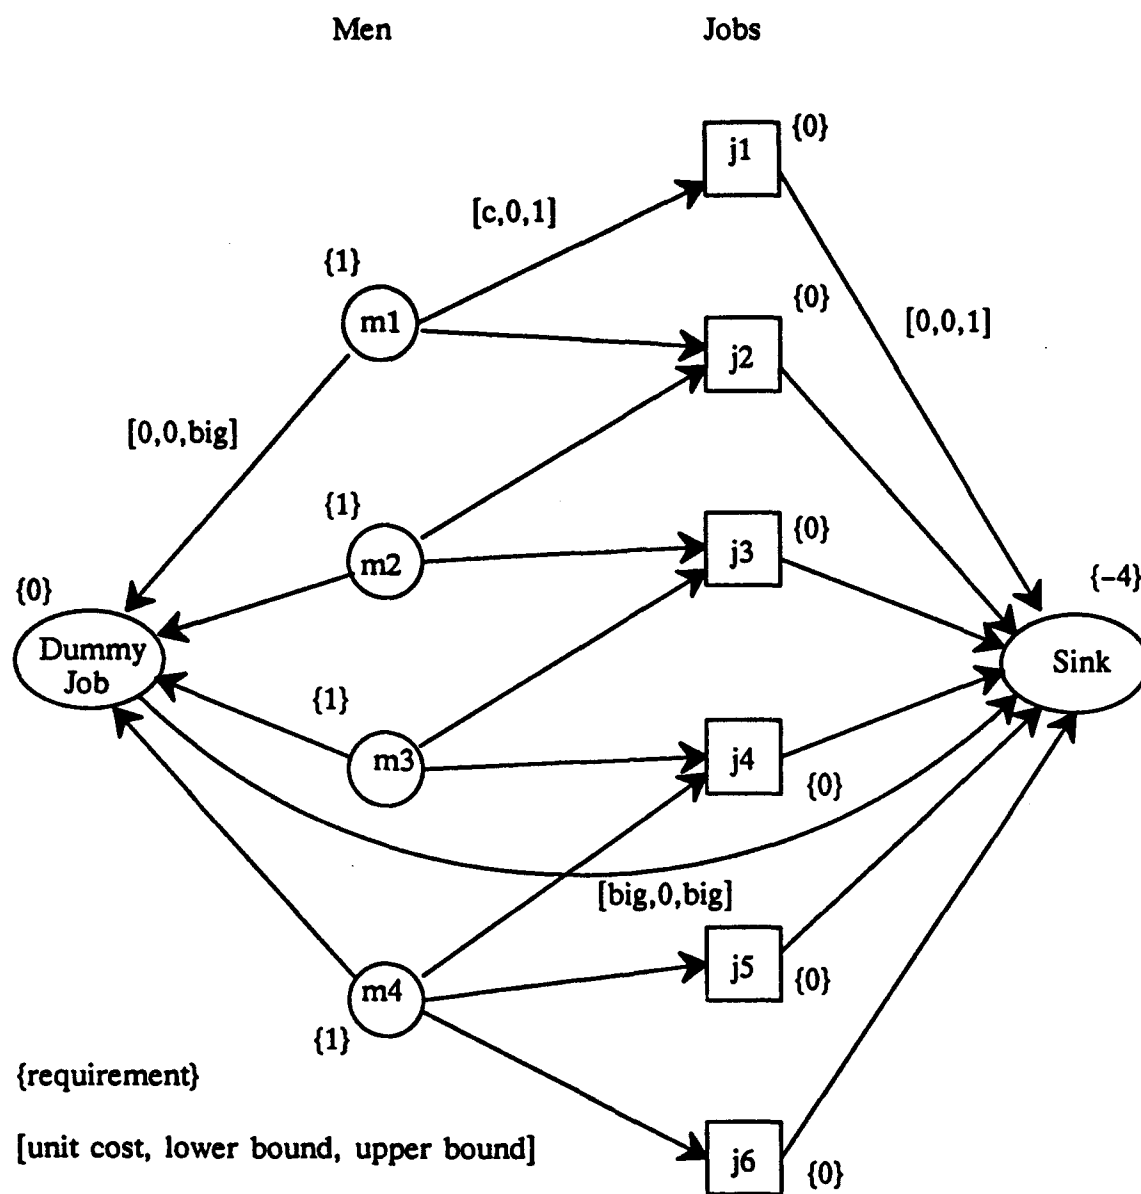 Men
Jobs
{0}
j1
[c,0,1]
{1}
m1
{0}
j2
[0,0,1]
[0,0,big]
{1}
m2
{0}
j3
{0}
Dummy
Job
{-4}
Sink
{1}
m3
j4
{0}
[big,0,big]
m4
{1}
j5
{0}
{requirement}
[unit cost, lower bound, upper bound]
j6
{0}